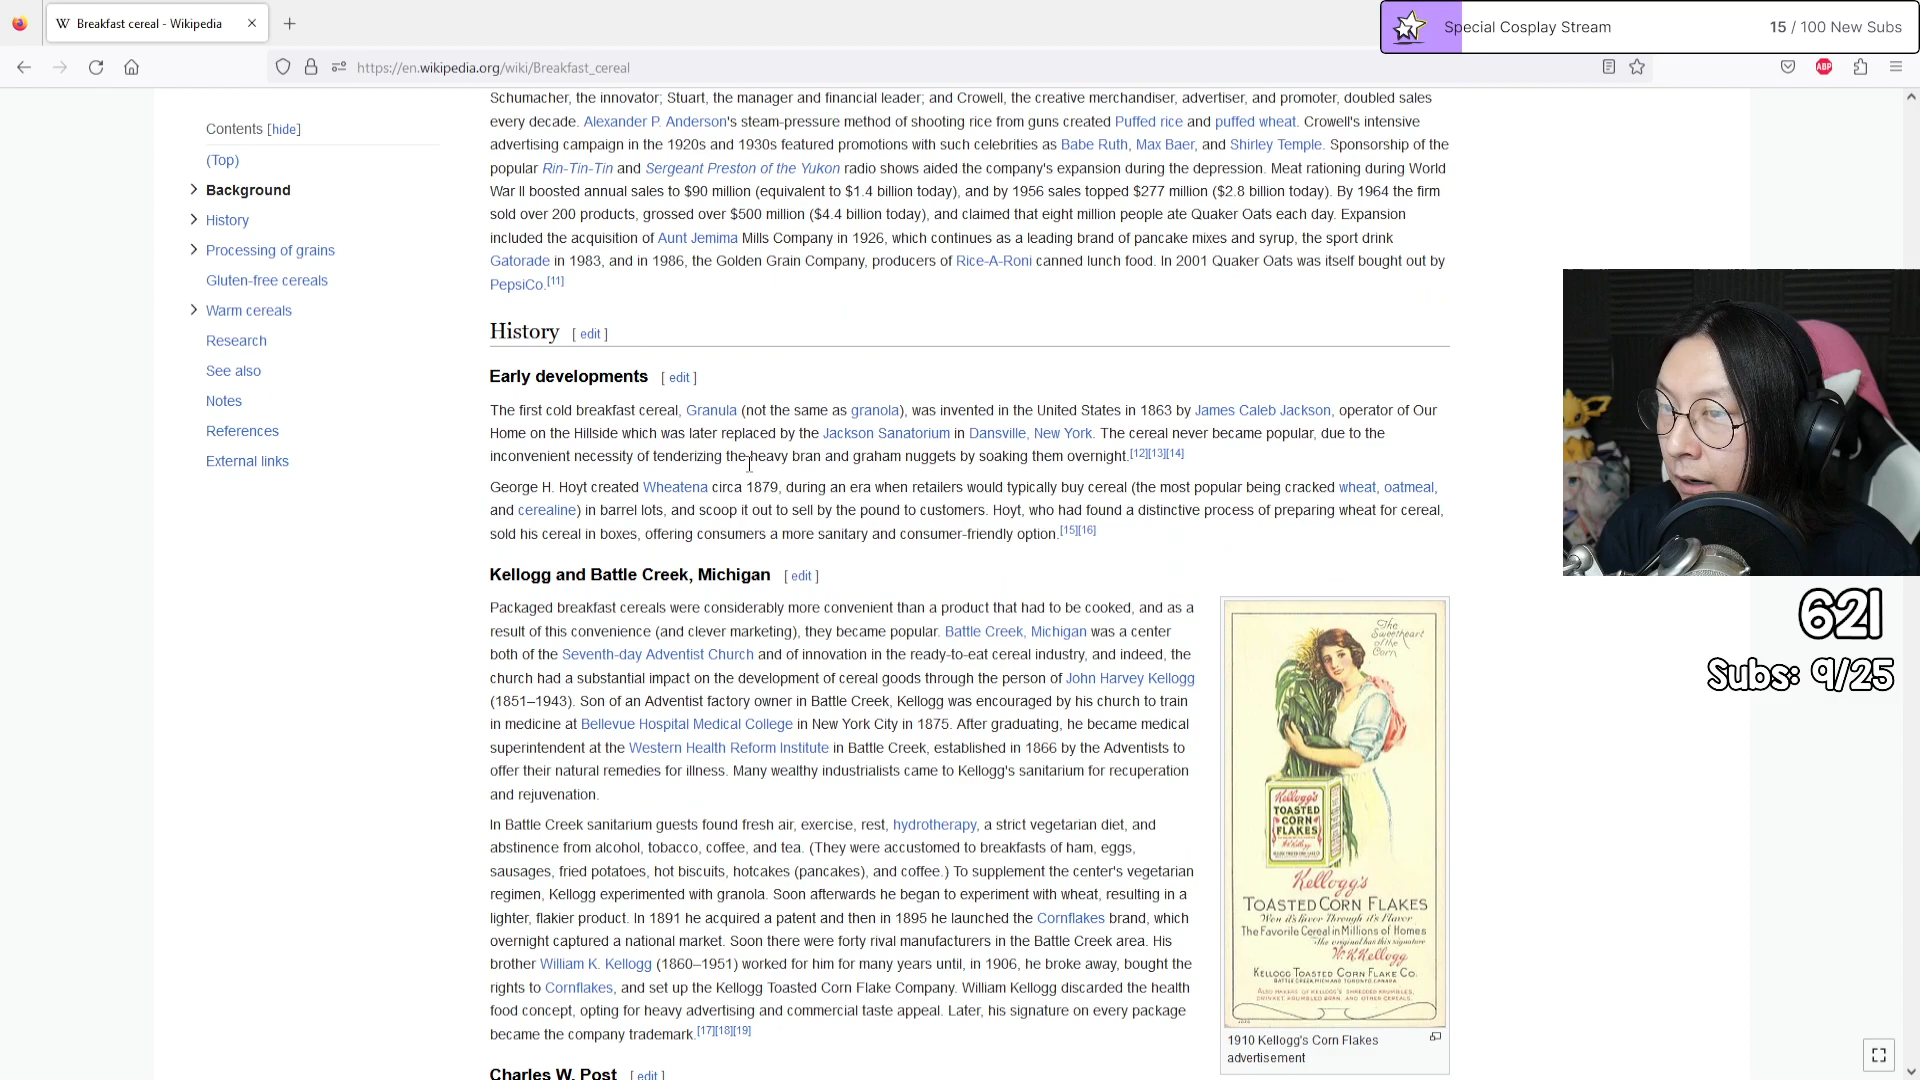 Breakfast cereal - Wikipedia
Special Cosplay Stream
15 / 100 New Subs
https://en.wikipedia.org/wiki/Breakfast_cereal
ABP
Contents [hide]
(Top)
Background
History
Processing of grains
Gluten-free cereals
Warm cereals
Research
See also
Notes
References
External links
Schumacher, the innovator; Stuart, the manager and financial leader; and Crowell, the creative merchandiser, advertiser, and promoter, doubled sales
every decade. Alexander P. Anderson's steam-pressure method of shooting rice from guns created Puffed rice and puffed wheat. Crowell's intensive
advertising campaign in the 1920s and 1930s featured promotions with such celebrities as Babe Ruth, Max Baer, and Shirley Temple. Sponsorship of the
popular Rin-Tin-Tin and Sergeant Preston of the Yukon radio shows aided the company's expansion during the depression. Meat rationing during World
War II boosted annual sales to $90 million (equivalent to $1.4 billion today), and by 1956 sales topped $277 million ($2.8 billion today). By 1964 the firm
sold over 200 products, grossed over $500 million ($4.4 billion today), and claimed that eight million people ate Quaker Oats each day. Expansion
included the acquisition of Aunt Jemima Mills Company in 1926, which continues as a leading brand of pancake mixes and syrup, the sport drink
Gatorade in 1983, and in 1986, the Golden Grain Company, producers of Rice-A-Roni canned lunch food. In 2001 Quaker Oats was itself bought out by
PepsiCo.[11]
History [ edit ]
Early developments [ edit ]
The first cold breakfast cereal, Granula (not the same as granola), was invented in the United States in 1863 by James Caleb Jackson, operator of Our
Home on the Hillside which was later replaced by the Jackson Sanatorium in Dansville, New York. The cereal never became popular, due to the
inconvenient necessity of tenderizing the heavy bran and graham nuggets by soaking them overnight.[12][13][14]
George H. Hoyt created Wheatena circa 1879, during an era when retailers would typically buy cereal (the most popular being cracked wheat, oatmeal,
and cerealine) in barrel lots, and scoop it out to sell by the pound to customers. Hoyt, who had found a distinctive process of preparing wheat for cereal,
sold his cereal in boxes, offering consumers a more sanitary and consumer-friendly option.[15][16]
Kellogg and Battle Creek, Michigan [ edit ]
Packaged breakfast cereals were considerably more convenient than a product that had to be cooked, and as a
result of this convenience (and clever marketing), they became popular. Battle Creek, Michigan was a center
both of the Seventh-day Adventist Church and of innovation in the ready-to-eat cereal industry, and indeed, the
church had a substantial impact on the development of cereal goods through the person of John Harvey Kellogg
(1851–1943). Son of an Adventist factory owner in Battle Creek, Kellogg was encouraged by his church to train
in medicine at Bellevue Hospital Medical College in New York City in 1875. After graduating, he became medical
superintendent at the Western Health Reform Institute in Battle Creek, established in 1866 by the Adventists to
offer their natural remedies for illness. Many wealthy industrialists came to Kellogg's sanitarium for recuperation
and rejuvenation.
In Battle Creek sanitarium guests found fresh air, exercise, rest, hydrotherapy, a strict vegetarian diet, and
abstinence from alcohol, tobacco, coffee, and tea. (They were accustomed to breakfasts of ham, eggs,
sausages, fried potatoes, hot biscuits, hotcakes (pancakes), and coffee.) To supplement the center's vegetarian
regimen, Kellogg experimented with granola. Soon afterwards he began to experiment with wheat, resulting in a
lighter, flakier product. In 1891 he acquired a patent and then in 1895 he launched the Cornflakes brand, which
overnight captured a national market. Soon there were forty rival manufacturers in the Battle Creek area. His
brother William K. Kellogg (1860–1951) worked for him for many years until, in 1906, he broke away, bought the
rights to Cornflakes, and set up the Kellogg Toasted Corn Flake Company. William Kellogg discarded the health
food concept, opting for heavy advertising and commercial taste appeal. Later, his signature on every package
became the company trademark.[17][18][19]
Charles W. Post [ edit ]
The
Sweetheart
of the
Corn
Kellogg's
TOASTED
CORN
FLAKES
Kellogg's
TOASTED CORN FLAKES
Won its Favor Through it's Flavor
The Favorite Cereal in Millions of Homes
The original has this signature
W.K.Kellogg
KELLOGG TOASTED CORN FLAKE CO.
BATTLE CREEK, MICH AND TORONTO, CANADA
1910 Kellogg's Corn Flakes
advertisement
621
Subs: 9/25